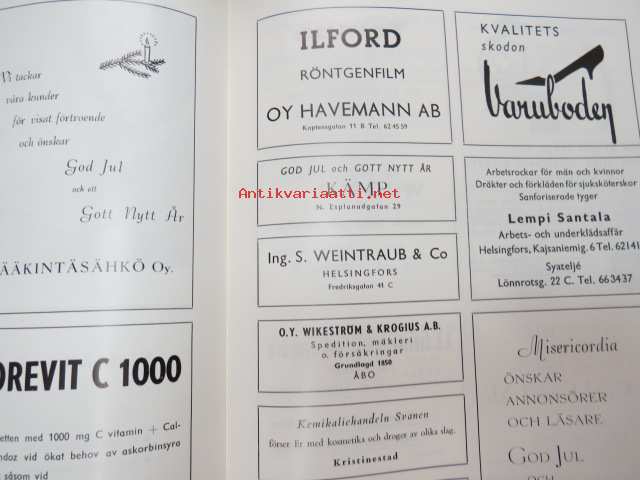 Vi tackar
våra kunder
för visat förtroende
och önskar
God Jul
och ett
Gott Nytt År
ÄÄKINTÄSÄHKÖ Oy.
OREVIT C 1000
etten med 1000 mg C vitamin + Cal-
ndoz vid ökat behov av askorbinsyra
såsom vid
ILFORD
RÖNTGENFILM
OY HAVEMANN AB
Kaptensgatan 11 B Tel. 62 45 59
GOD JUL och GOTT NYTT ÅR
KÄMP
N. Esplanadgatan 29
Antikvariaatti.net
Ing. S. WEINTRAUB & Co
HELSINGFORS
Fredriksgatan 41 C
O.Y. WIKESTRÖM & KROGIUS A.B.
Spedition, mäkleri
o. försäkringar
Grundlagd 1850
ÅBO
Kemikaliehandeln Svanen
förser Er med kosmetika och droger av olika slag.
Kristinestad
KVALITETS
skodon
Varuboden
Arbetsrockar för män och kvinnor
Dräkter och förkläden för sjuksköterskor
Sanforiserade tyger
Lempi Santala
Arbets- och underklädsaffär
Helsingfors, Kajsaniemig. 6 Tel. 62141
Syateljé
Lönnrotsg. 22 C. Tel. 663437
Misericordia
ÖNSKAR
ANNONSÖRER
OCH LÄSARE
GOD JUL
OCH